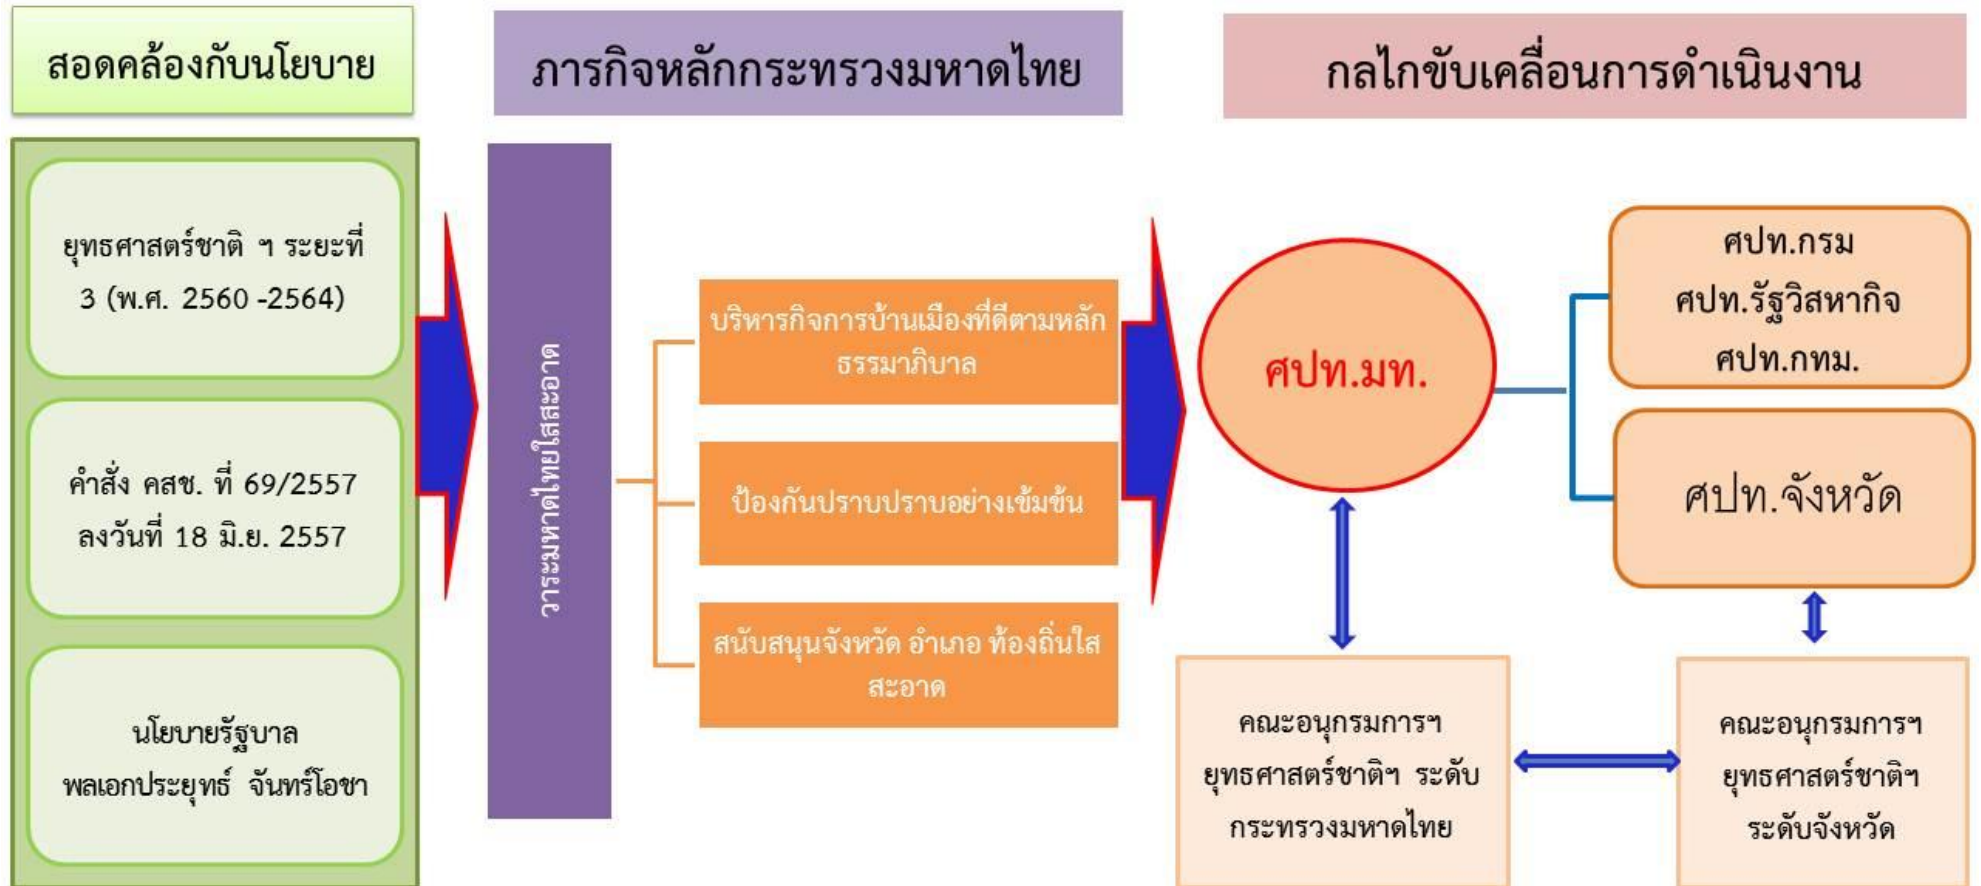 สอดคล้องกับนโยบาย
ยุทธศาสตร์ชาติ ฯ ระยะที่
3 (พ.ศ. 2560 -2564)
คำสั่ง คสช. ที่ 69/2557
ลงวันที่ 18 มิ.ย. 2557
นโยบายรัฐบาล
พลเอกประยุทธ์ จันทร์โอชา
ภารกิจหลักกระทรวงมหาดไทย
วาระมหาดไทยใสสะอาด
บริหารกิจการบ้านเมืองที่ดีตามหลัก
ธรรมาภิบาล
ป้องกันปราบปราบอย่างเข้มข้น
สนับสนุนจังหวัด อำเภอ ท้องถิ่นใส
สะอาด
กลไกขับเคลื่อนการดำเนินงาน
ศปท.มท.
ศปท.กรม
ศปท.รัฐวิสหากิจ
ศปท.กทม.
ศปท.จังหวัด
คณะอนุกรมการฯ
ยุทธศาสตร์ชาติฯ ระดับ
กระทรวงมหาดไทย
คณะอนุกรมการฯ
ยุทธศาสตร์ชาติฯ
ระดับจังหวัด